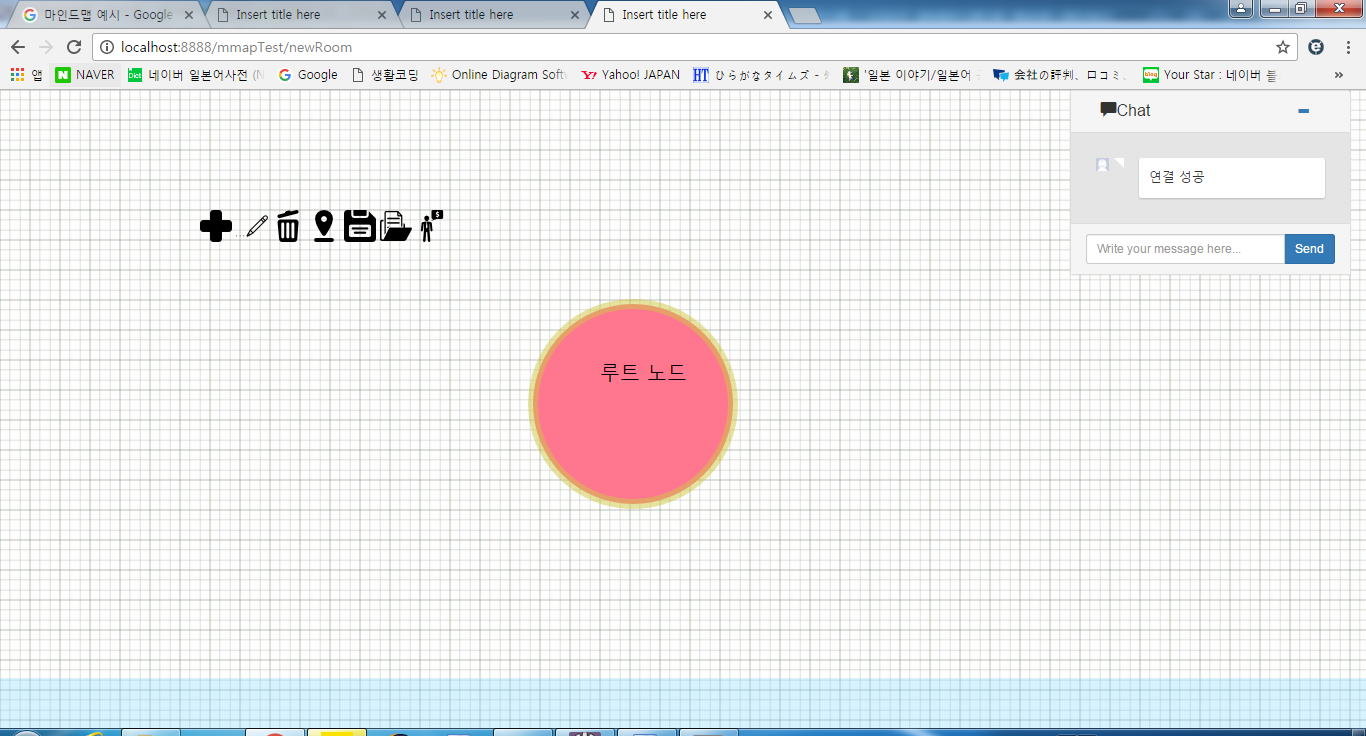 마인드맵 예시 - Google
Insert title here
Insert title here
Insert title here
localhost:8888/mmapTest/newRoom
앱
NAVER
네이버 일본어사전 (N
Google
생활코딩
Online Diagram Softw
Yahoo! JAPAN
ひらがなタイムズ -
'일본 이야기/일본어
会社の評判、口コミ、
Your Star : 네이버 블
Chat
연결 성공
Write your message here...
Send
루트 노드